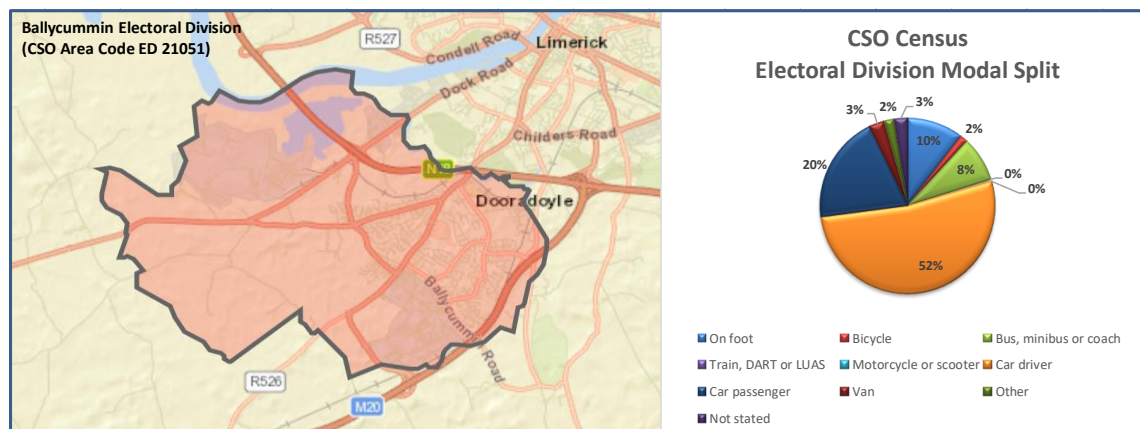 Ballycummin Electoral Division
(CSO Area Code ED 21051)
R527
Condell Road
Limerick
Dock Road
Childers Road
Dooradoyle
Ballycummin Road
R526
M20
CSO Census
Electoral Division Modal Split
3%
2%
3%
10%
2%
20%
8%
0%
0%
52%
On foot
Bicycle
Bus, minibus or coach
Train, DART or LUAS
Motorcycle or scooter
Car driver
Car passenger
Van
Other
Not stated